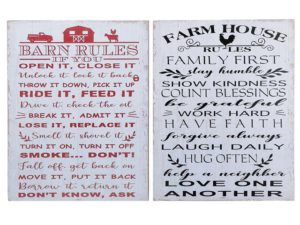 BARN RULES
IF YOU
OPEN IT, CLOSE IT
Unlock it, lock it back
THROW IT DOWN, PICK IT UP
RIDE IT, FEED IT
Drive it, check the oil
BREAK IT, ADMIT IT
LOSE IT, REPLACE IT
Smell it, shovel it
TURN IT ON, TURN IT OFF
SMOKE... DON'T!
Fall off, get back on
MOVE IT, PUT IT BACK
Borrow it, return it
DON'T KNOW, ASK
FARM HOUSE
RULES
FAMILY FIRST
stay humble
SHOW KINDNESS
COUNT BLESSINGS
be grateful
WORK HARD
HAVE FAITH
forgive always
LAUGH DAILY
HUG OFTEN
help a neighbor
LOVE ONE
ANOTHER